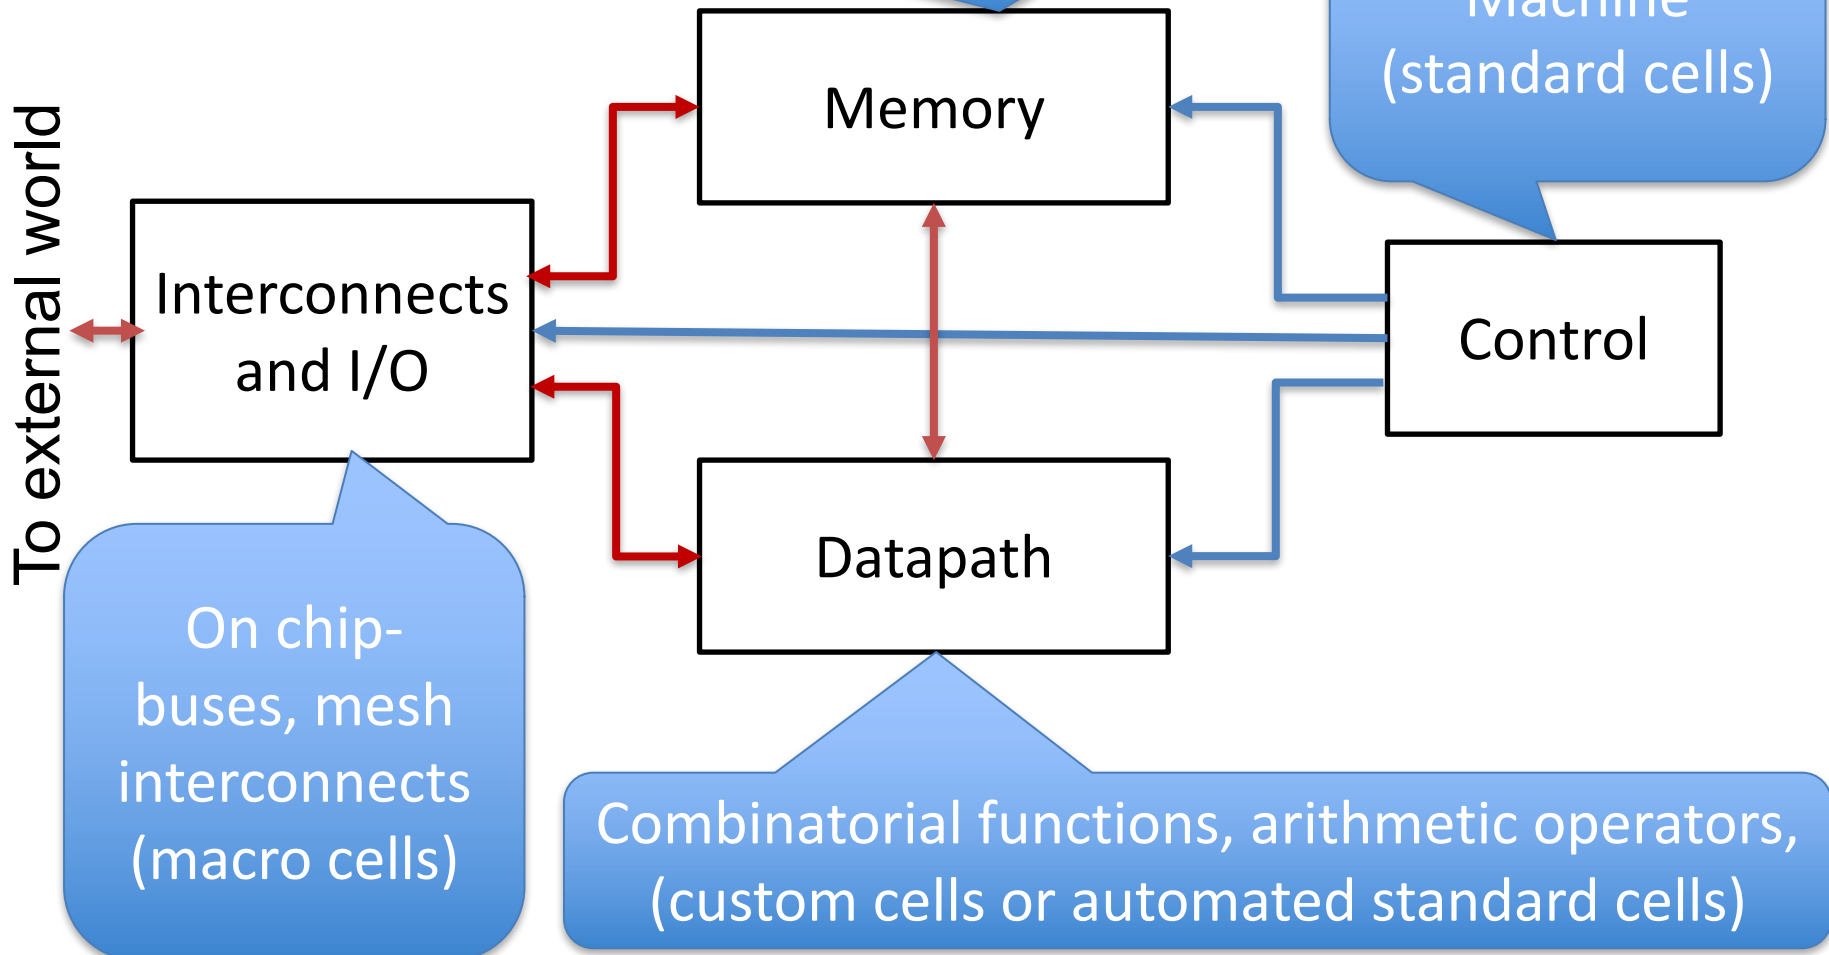 Machine
(standard cells)
Memory
To external world
Interconnects
and I/O
Control
Datapath
On chip-
buses, mesh
interconnects
(macro cells)
Combinatorial functions, arithmetic operators,
(custom cells or automated standard cells)